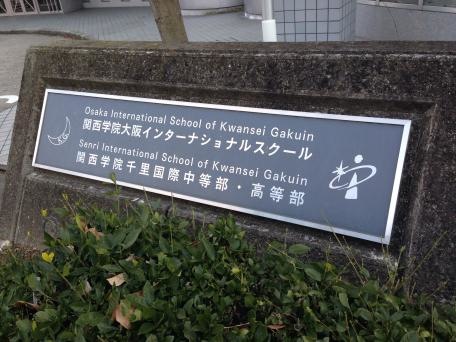 Osaka International School of Kwansei Gakuin
関西学院大阪インターナショナルスクール
Senri International School of Kwansei Gakuin
関西学院千里国際中等部・高等部